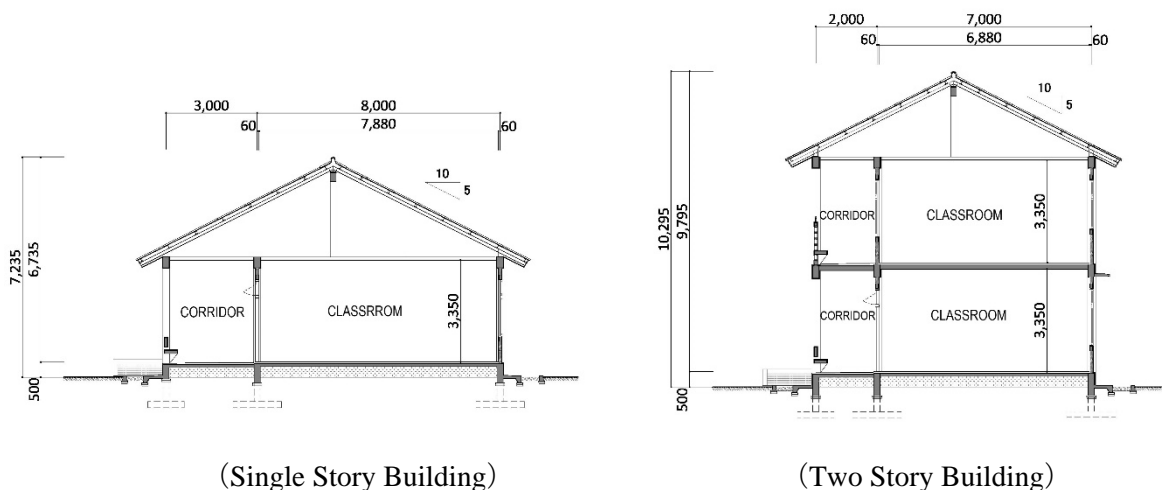 3,000
8,000
60
7,880
60
10
5
7,235
6,735
CORRIDOR
CLASSRROM
3,350
500
(Single Story Building)
2,000
7,000
60
6,880
60
10
5
10,295
9,795
CORRIDOR
CLASSROOM
3,350
CORRIDOR
CLASSROOM
3,350
500
(Two Story Building)